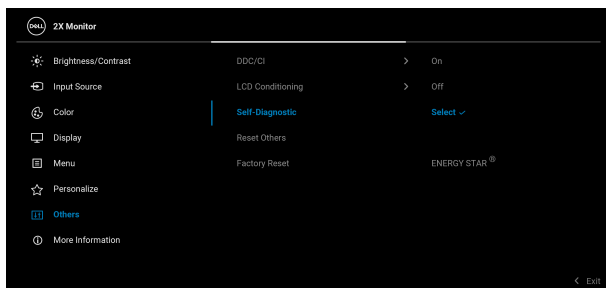 DELL 2X Monitor
Brightness/Contrast DDC/CI > On
Input Source LCD Conditioning > Off
Color Self-Diagnostic Select ✓
Display Reset Others
Menu Factory Reset ENERGY STAR®
Personalize
Others
More Information
< Exit